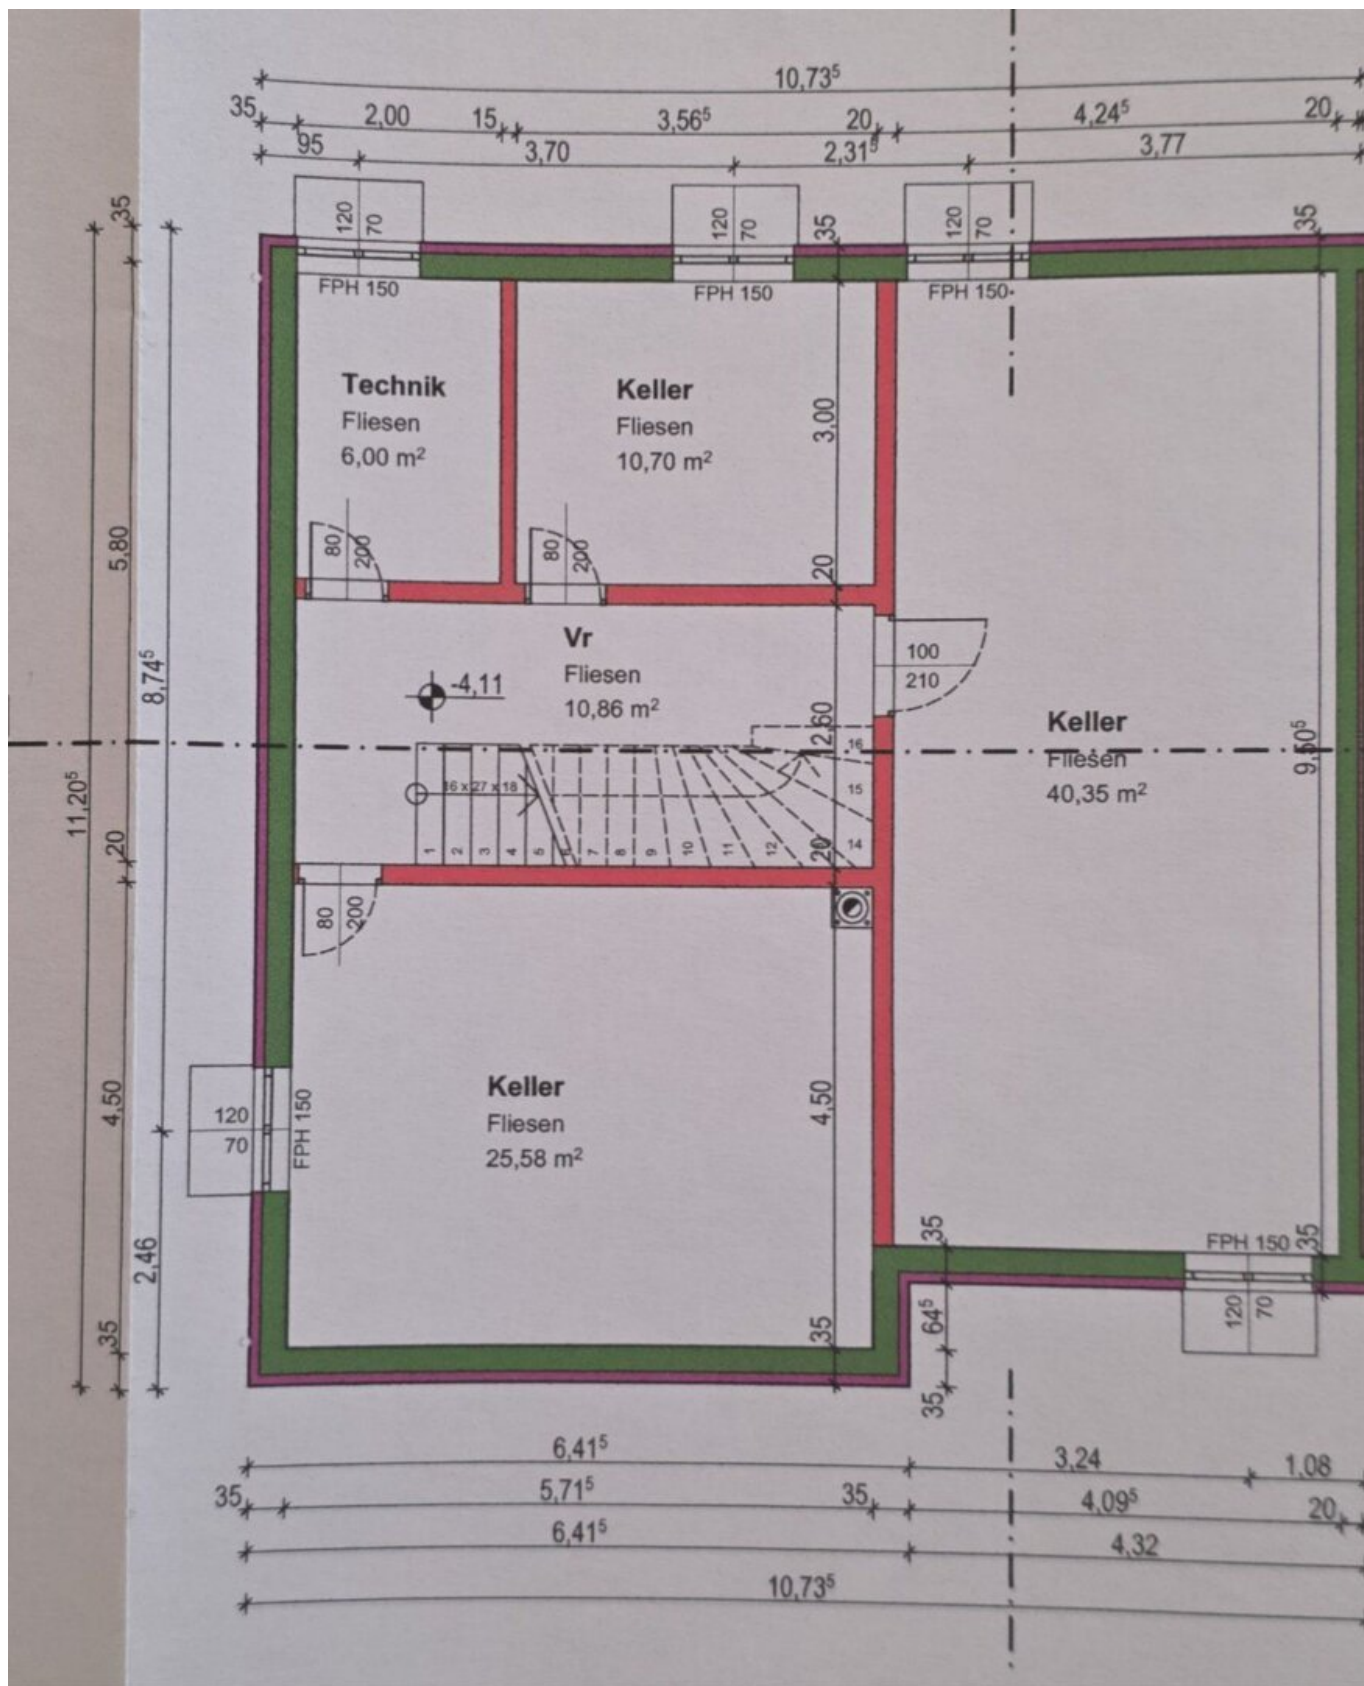 10,73⁵
35 2,00 15 3,56⁵ 20 4,24⁵ 20
95 3,70 2,31⁵ 3,77
120
70
120
70
120
70
35
35
35
FPH 150
FPH 150
FPH 150
Technik
Fliesen
6,00 m²
Keller
Fliesen
10,70 m²
3,00
5,80
80
200
80
200
20
Vr
Fliesen
10,86 m²
-4,11
100
210
8,74⁵
2,60
Keller
Fliesen
40,35 m²
9,50⁵
11,20⁵
16 x 27 x 18
1 2 3 4 5 6 7 8 9 10 11 12 14
15
16
20
20
80
200
Keller
Fliesen
25,58 m²
4,50
4,50
120
70
FPH 150
2,46
35
35
35
64⁵
35
FPH 150
35
120
70
6,41⁵ 3,24 1,08
35 5,71⁵ 35 4,09⁵ 20
6,41⁵ 4,32
10,73⁵